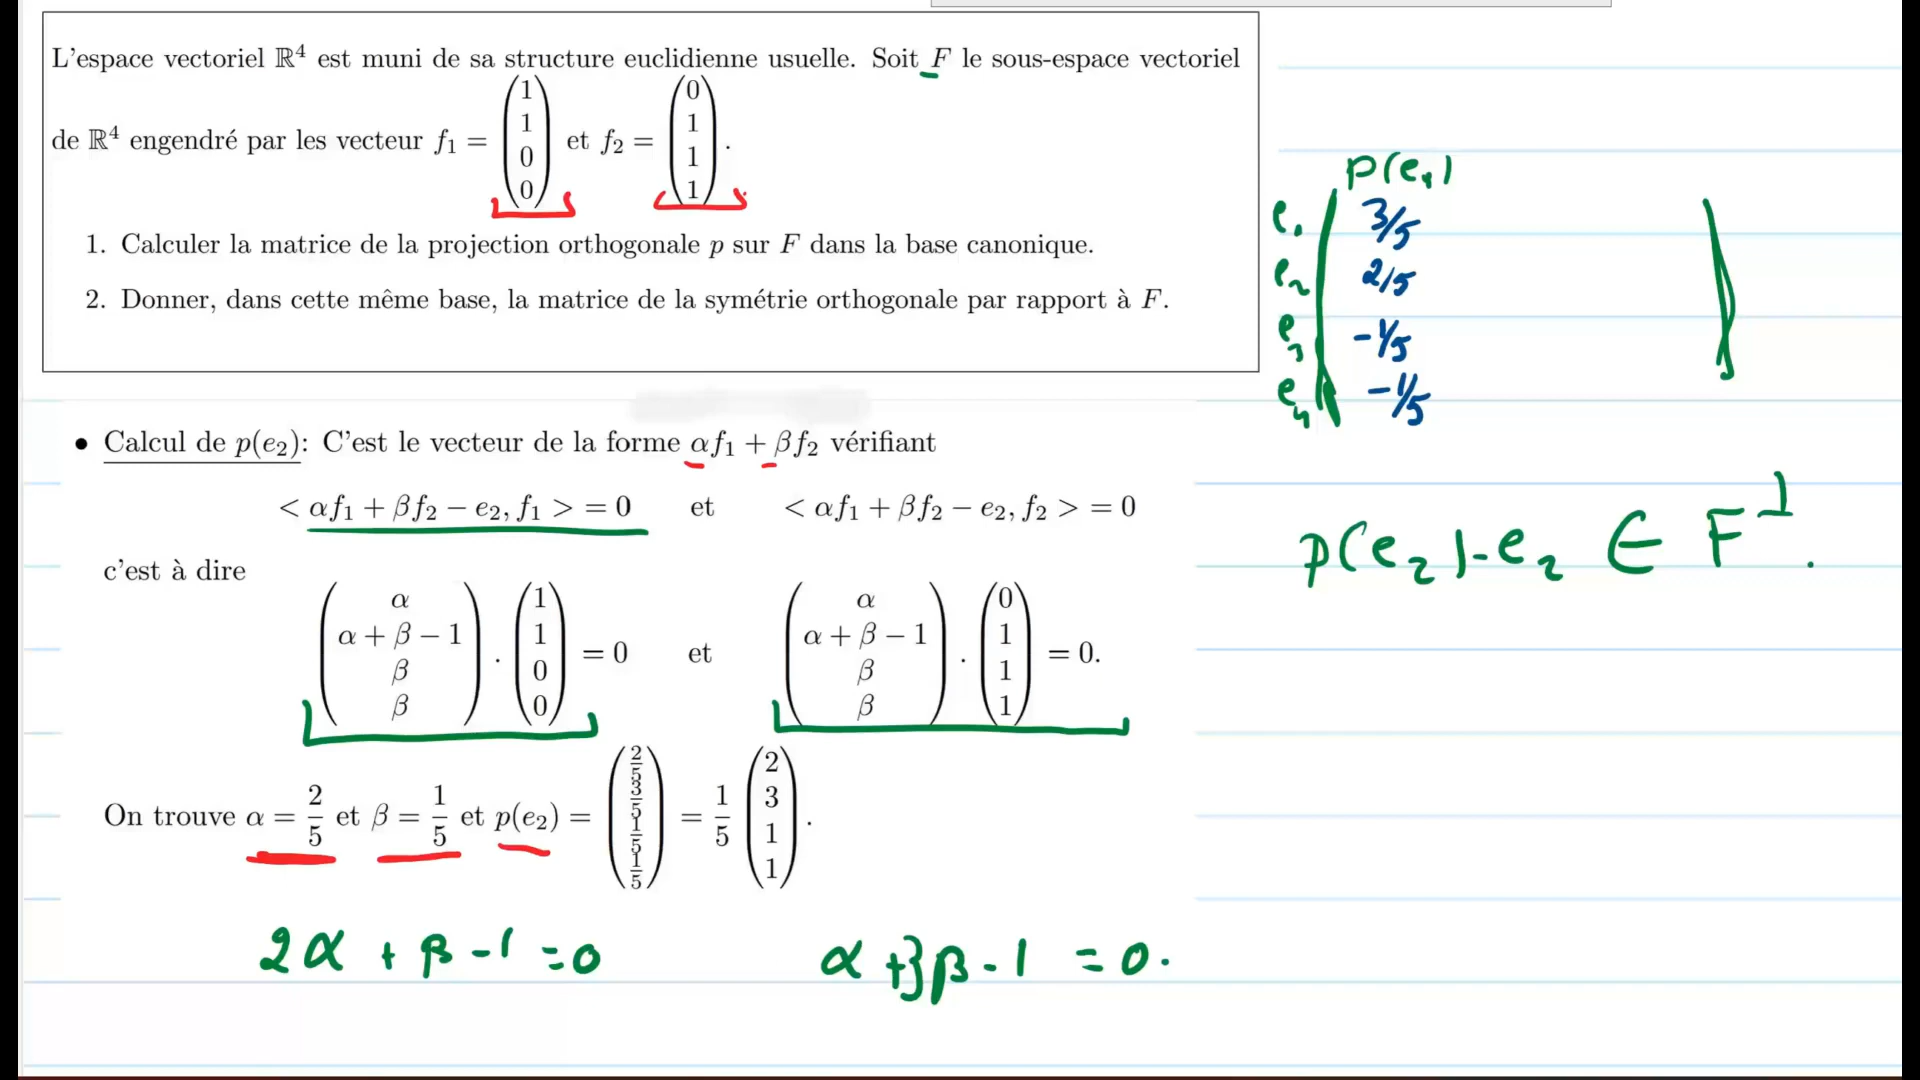 L'espace vectoriel ℝ⁴ est muni de sa structure euclidienne usuelle. Soit F le sous-espace vectoriel
de ℝ⁴ engendré par les vecteur f₁ = (1 1 0 0) et f₂ = (0 1 1 1).
1. Calculer la matrice de la projection orthogonale p sur F dans la base canonique.
2. Donner, dans cette même base, la matrice de la symétrie orthogonale par rapport à F.
p(e₁)
e₁ 3/5
e₂ 2/5
e₃ -1/5
e₄ -1/5
• Calcul de p(e₂): C'est le vecteur de la forme αf₁ + βf₂ vérifiant
< αf₁ + βf₂ − e₂, f₁ > = 0 et < αf₁ + βf₂ − e₂, f₂ > = 0
p(e₂)-e₂ ∈ F⊥.
c'est à dire
(α α + β − 1 β β) . (1 1 0 0) = 0 et (α α + β − 1 β β) . (0 1 1 1) = 0.
On trouve α = 2/5 et β = 1/5 et p(e₂) = (2/5 3/5 1/5 1/5) = 1/5 (2 3 1 1).
2α + β - 1 = 0 α + 3β - 1 = 0.